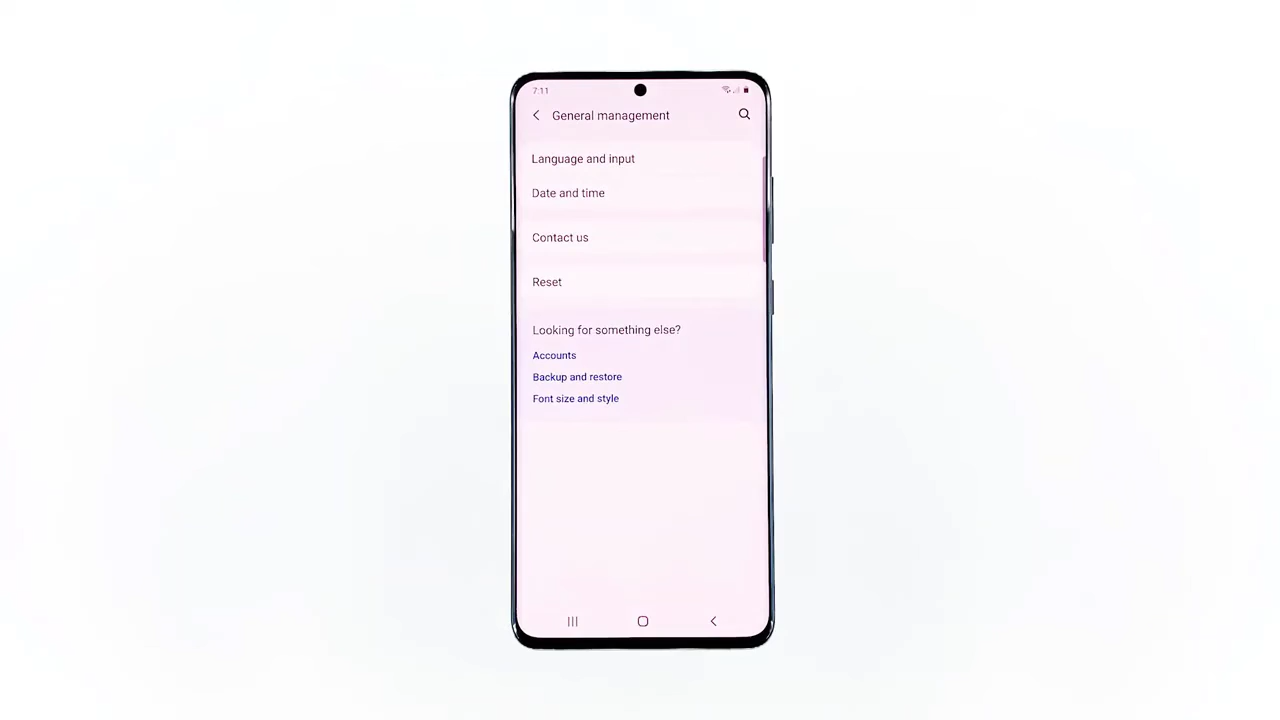 7:11
General management
Language and input
Date and time
Contact us
Reset
Looking for something else?
Accounts
Backup and restore
Font size and style